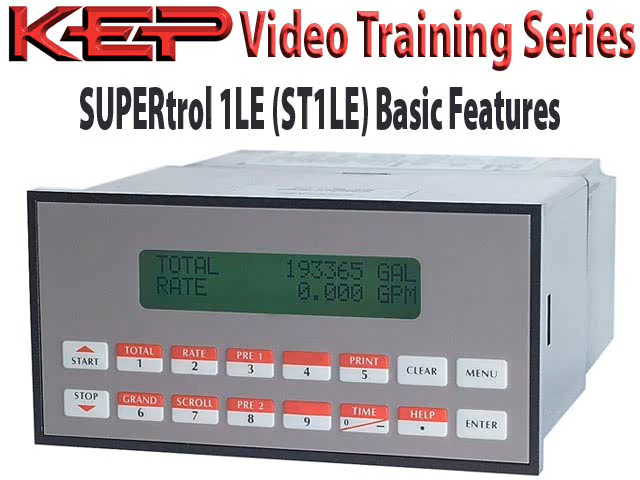 KEP Video Training Series
SUPERtrol 1LE (ST1LE) Basic Features
TOTAL 193365 GAL
RATE 0.000 GPM
START TOTAL 1 RATE 2 PRE 1 3 4 PRINT 5 CLEAR MENU
STOP GRAND 6 SCROLL 7 PRE 2 8 9 TIME 0 - HELP . ENTER